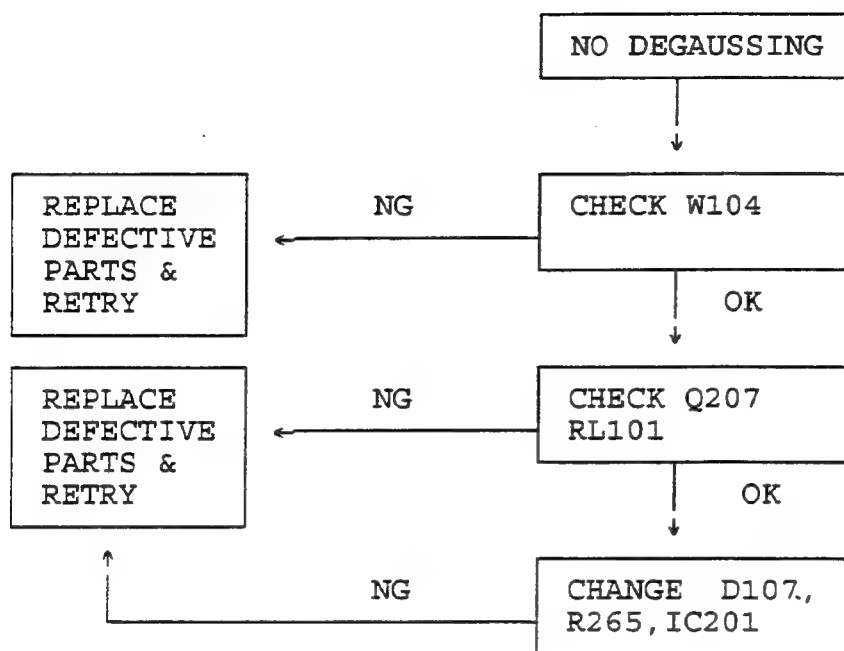 NO DEGAUSSING
REPLACE
DEFECTIVE
PARTS &
RETRY
NG
CHECK W104
OK
REPLACE
DEFECTIVE
PARTS &
RETRY
NG
CHECK Q207
RL101
OK
NG
CHANGE D107,
R265,IC201